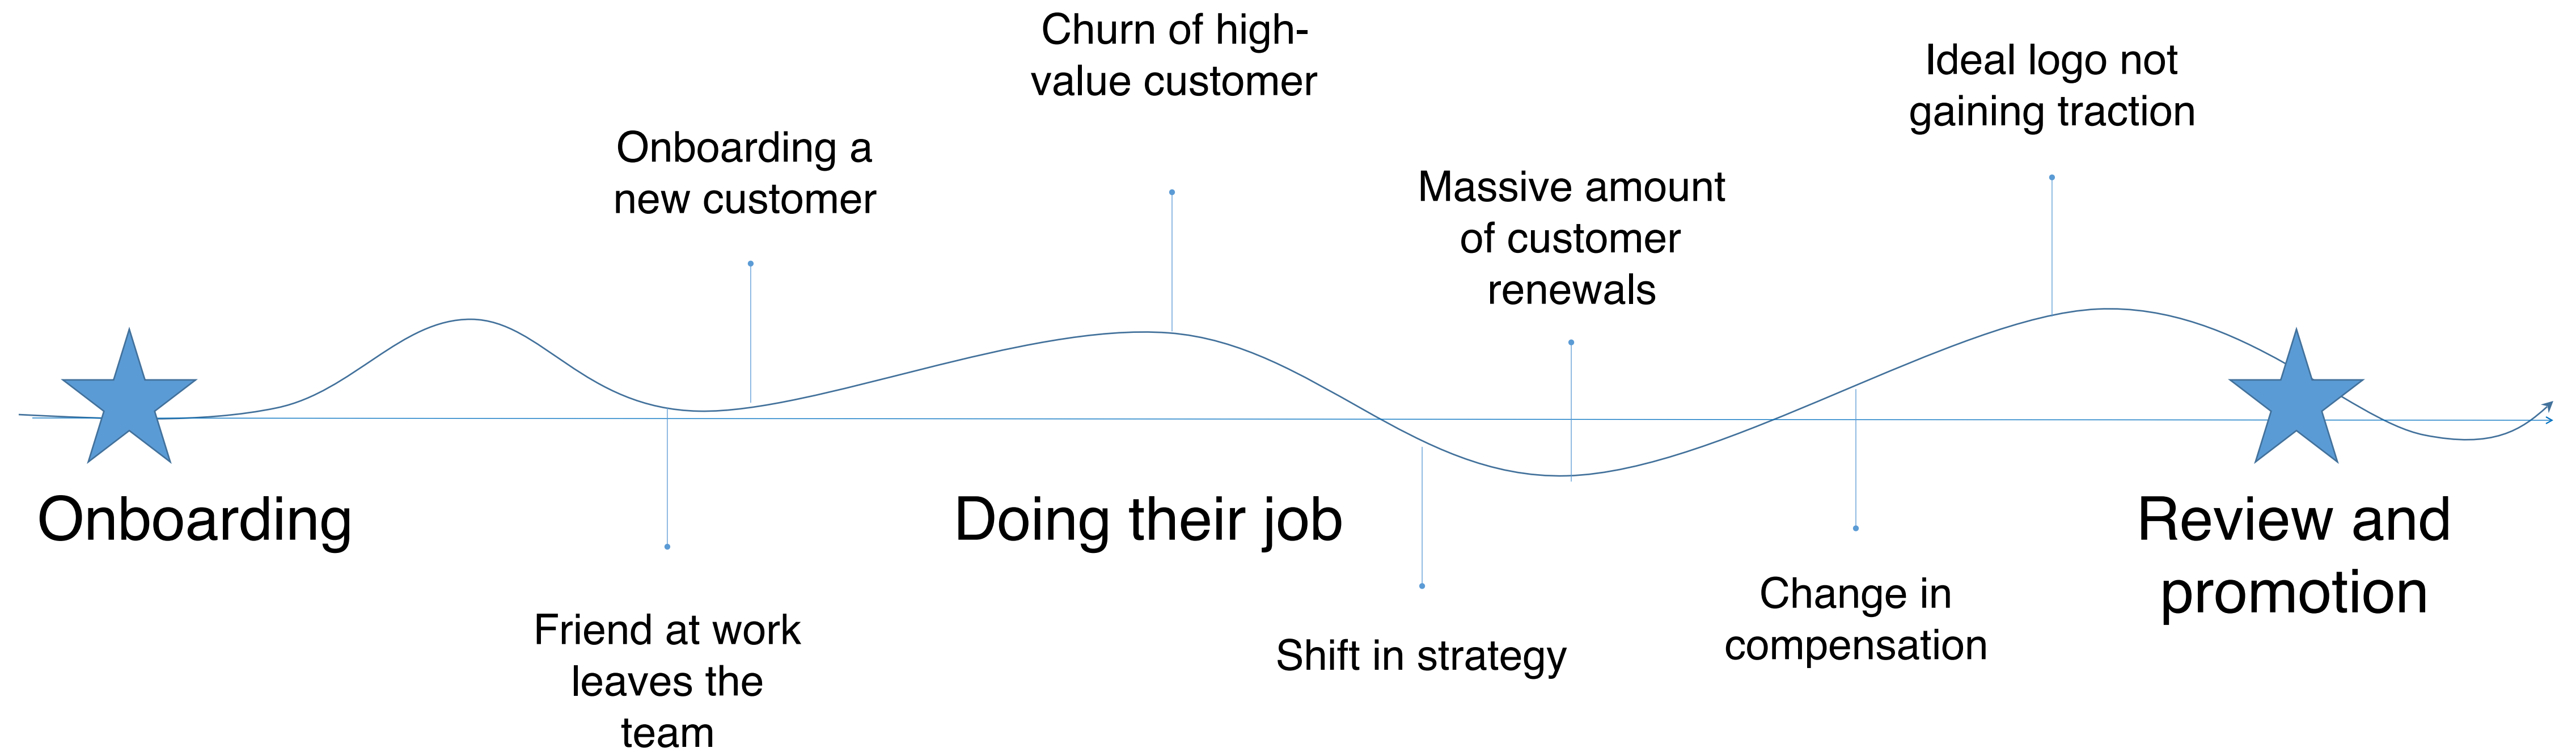 Churn of high-
value customer
Ideal logo not
gaining traction
Onboarding a
new customer
Massive amount
of customer
renewals
Onboarding
Doing their job
Review and
promotion
Friend at work
leaves the
team
Shift in strategy
Change in
compensation